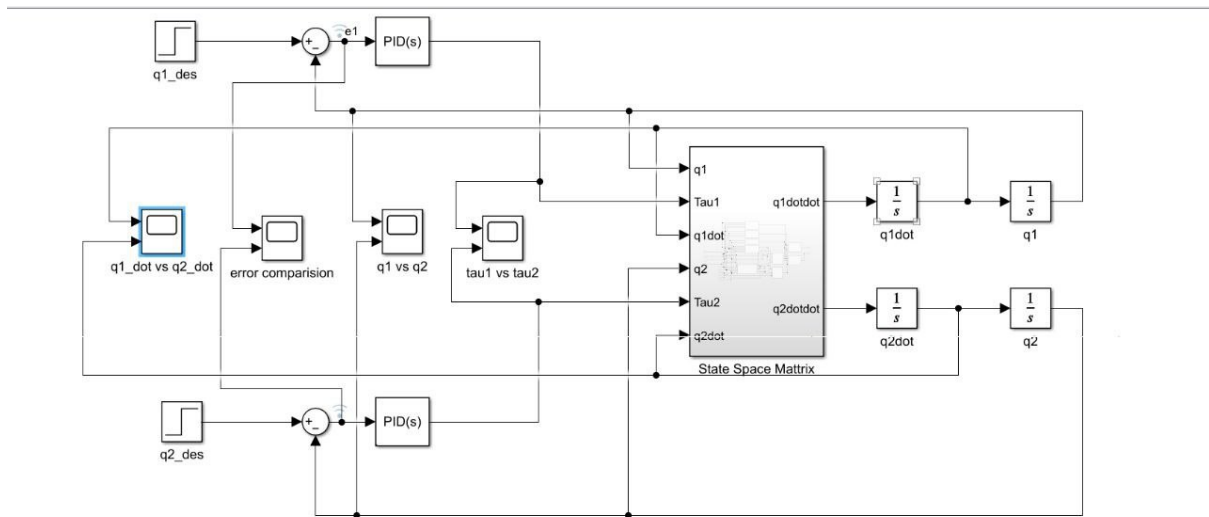 q1_des
+
-
e1
PID(s)
q1_dot vs q2_dot
error comparision
q1 vs q2
tau1 vs tau2
q1
Tau1
q1dot
q2
Tau2
q2dot
q1dotdot
q2dotdot
State Space Mattrix
1
s
q1dot
1
s
q1
1
s
q2dot
1
s
q2
q2_des
+
-
PID(s)